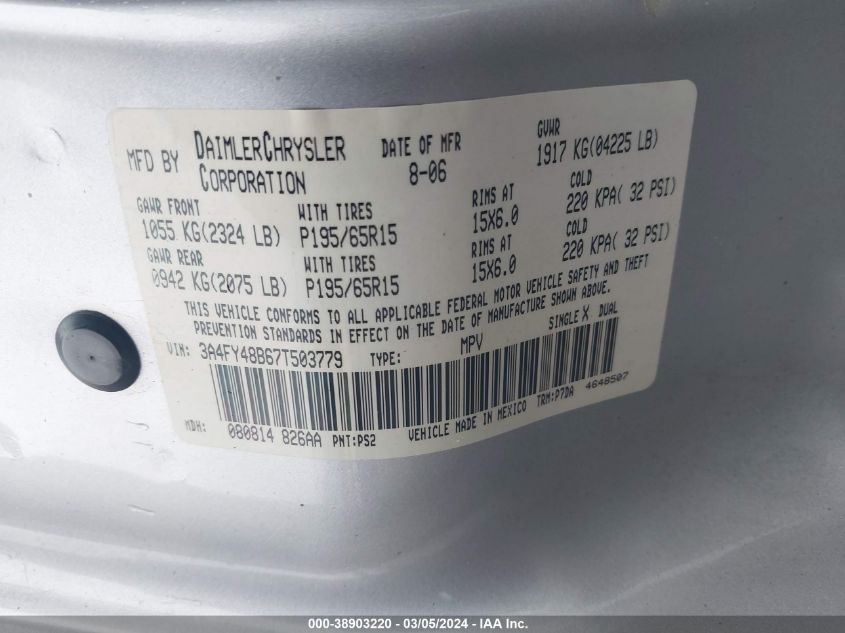 MFD BY DAIMLERCHRYSLER CORPORATION DATE OF MFR 8-06 GVWR 1917 KG(04225 LB)
GAWR FRONT WITH TIRES RIMS AT COLD
1055 KG(2324 LB) P195/65R15 15X6.0 220 KPA( 32 PSI)
GAWR REAR WITH TIRES RIMS AT COLD
0942 KG(2075 LB) P195/65R15 15X6.0 220 KPA( 32 PSI)
THIS VEHICLE CONFORMS TO ALL APPLICABLE FEDERAL MOTOR VEHICLE SAFETY AND THEFT
PREVENTION STANDARDS IN EFFECT ON THE DATE OF MANUFACTURE SHOWN ABOVE.
VIN: 3A4FY48B67T503779 TYPE: MPV SINGLE X DUAL
MDH: 080814 826AA PNT:PS2 VEHICLE MADE IN MEXICO TRM:P7DA 4648507
000-38903220 - 03/05/2024 - IAA Inc.